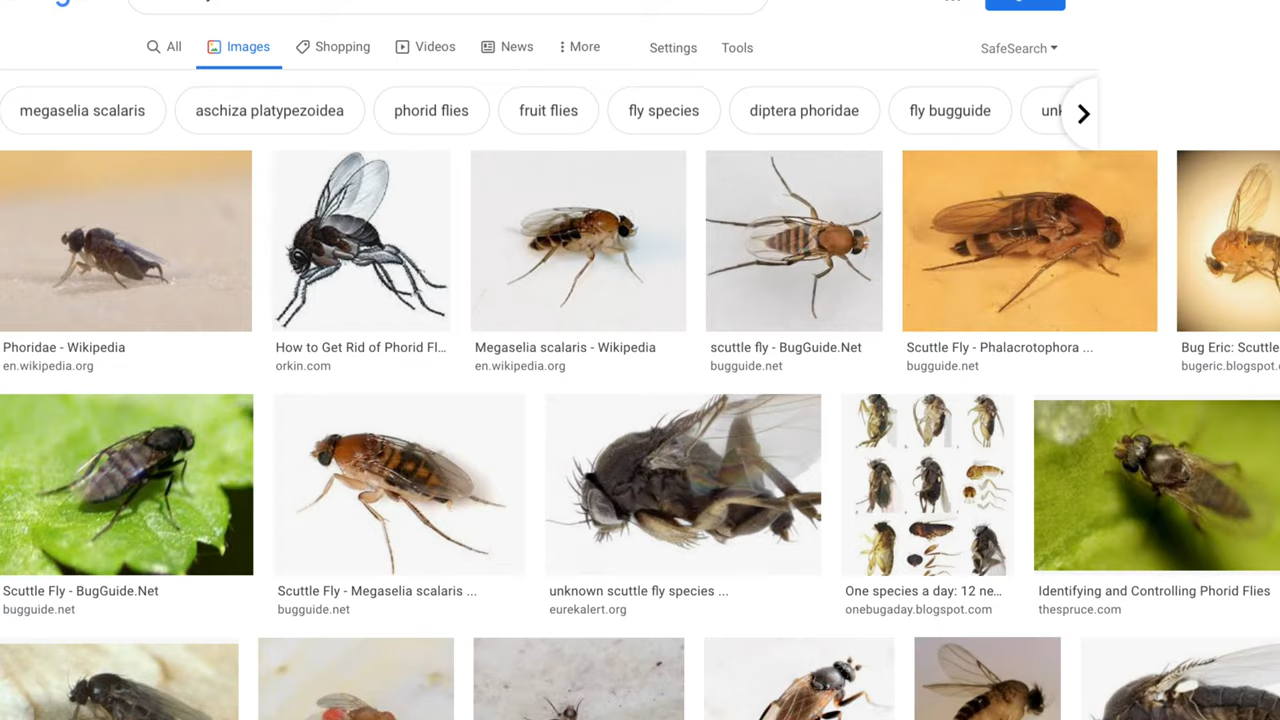 All Images Shopping Videos News More Settings Tools SafeSearch
megaselia scalaris aschiza platypezoidea phorid flies fruit flies fly species diptera phoridae fly bugguide
Phoridae - Wikipedia How to Get Rid of Phorid Fl... Megaselia scalaris - Wikipedia scuttle fly - BugGuide.Net Scuttle Fly - Phalacrotophora ... Bug Eric: Scuttle
en.wikipedia.org orkin.com en.wikipedia.org bugguide.net bugguide.net bugeric.blogspot.
Scuttle Fly - BugGuide.Net Scuttle Fly - Megaselia scalaris ... unknown scuttle fly species ... One species a day: 12 ne... Identifying and Controlling Phorid Flies
bugguide.net bugguide.net eurekalert.org onebugaday.blogspot.com thespruce.com